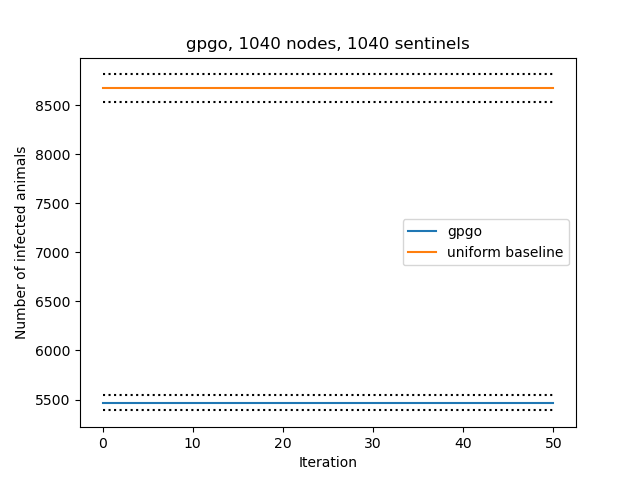 gpgo, 1040 nodes, 1040 sentinels
Number of infected animals
8500
8000
7500
7000
6500
6000
5500
gpgo
uniform baseline
0 10 20 30 40 50
Iteration